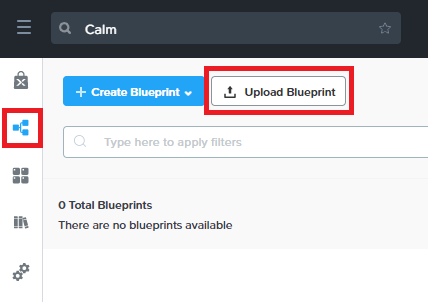 Calm
Create Blueprint
Upload Blueprint
Type here to apply filters
0 Total Blueprints
There are no blueprints available